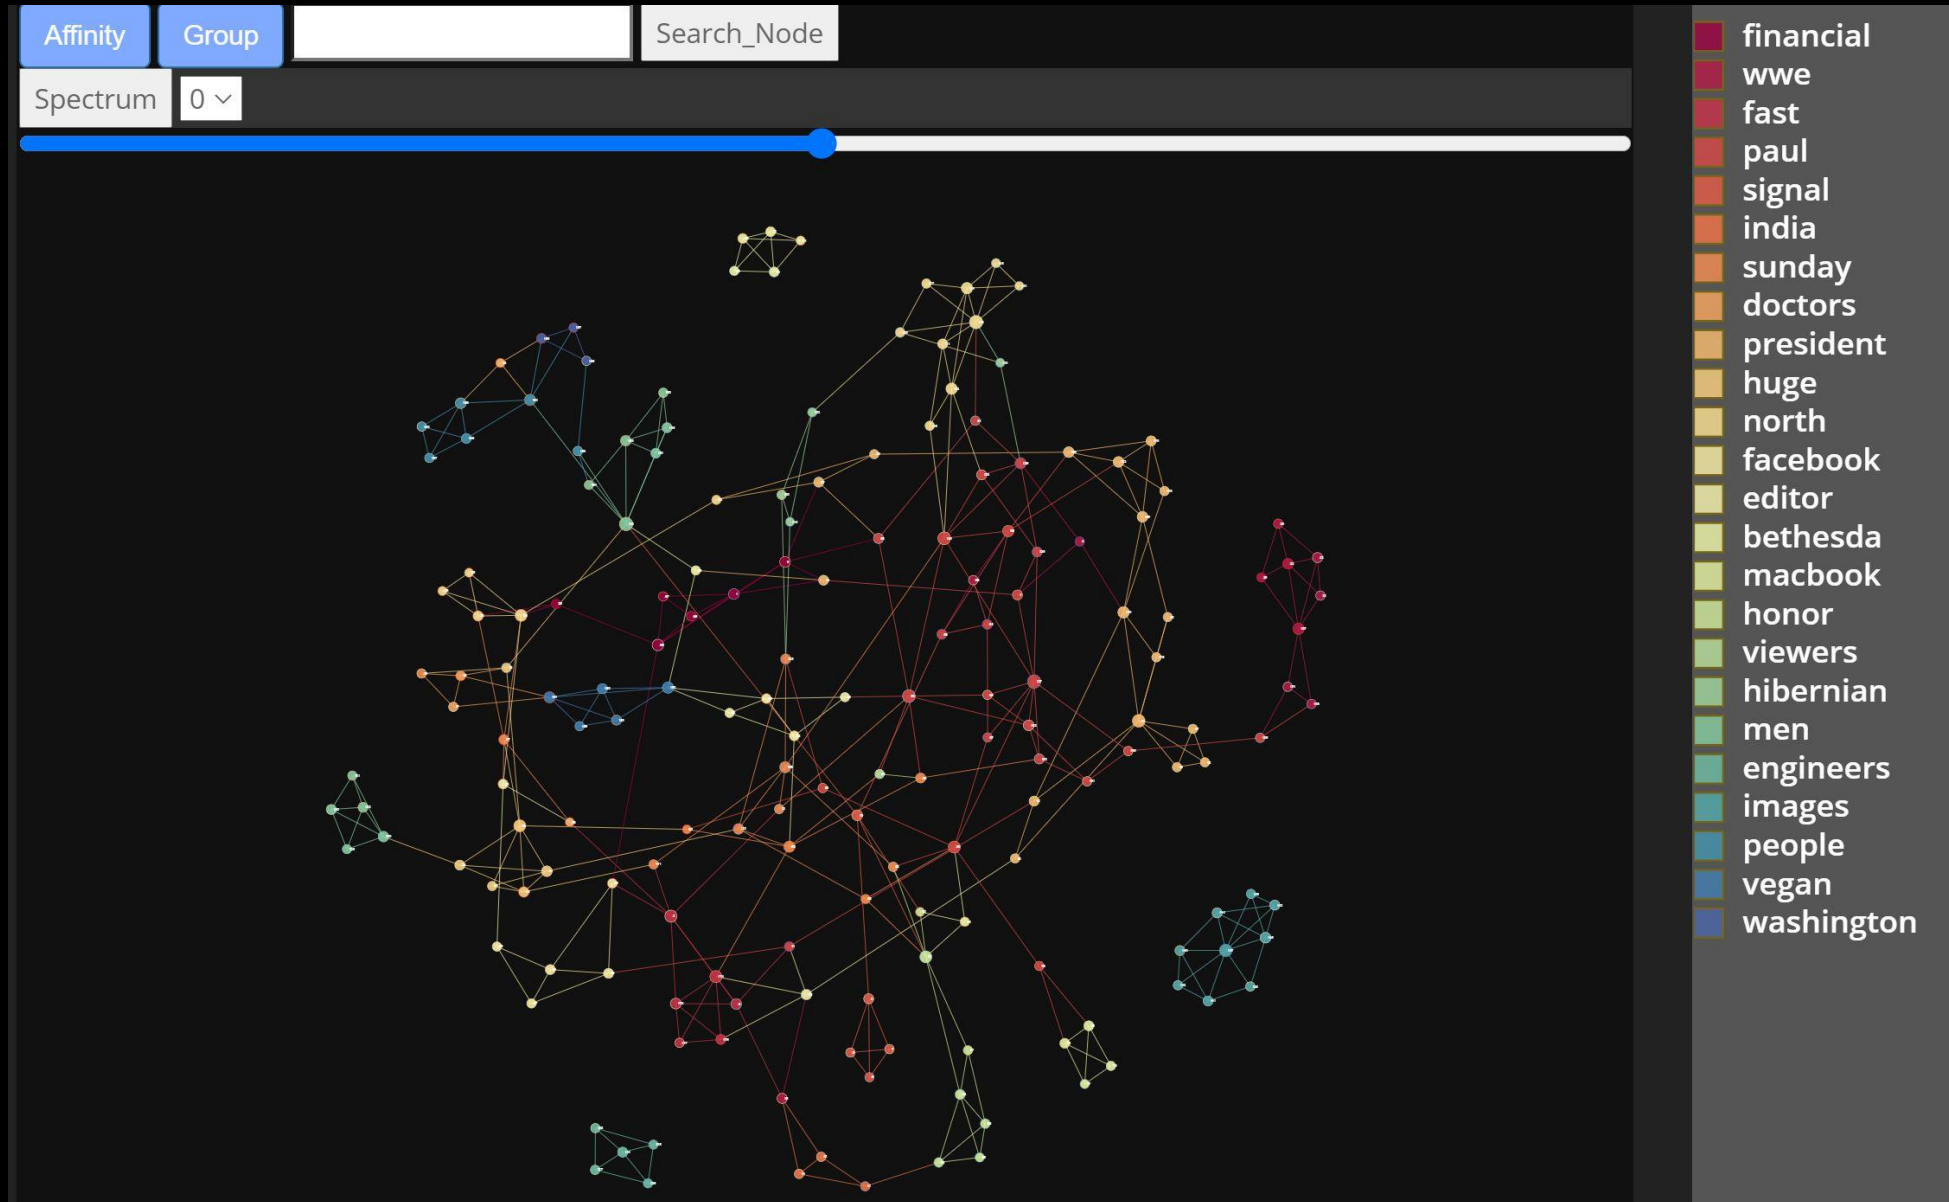 Affinity Group Search_Node
Spectrum 0
financial
wwe
fast
paul
signal
india
sunday
doctors
president
huge
north
facebook
editor
bethesda
macbook
honor
viewers
hibernian
men
engineers
images
people
vegan
washington